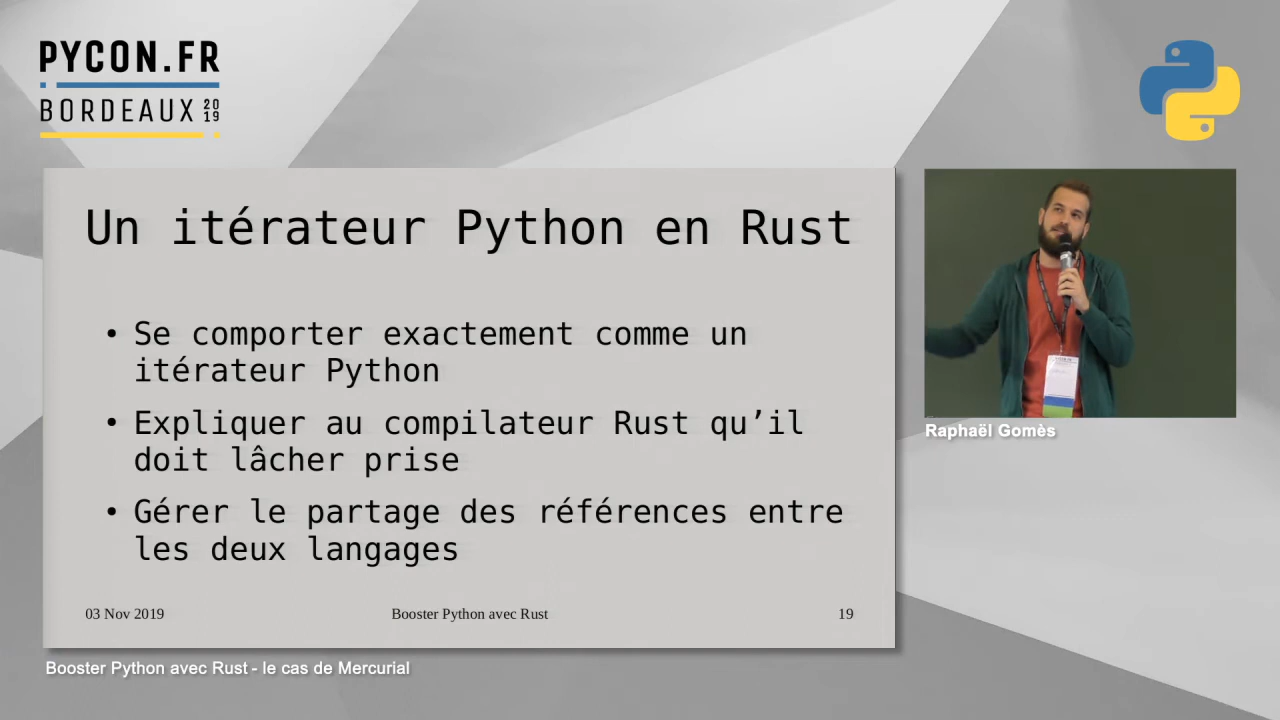 PYCON.FR
BORDEAUX 2019
Un itérateur Python en Rust
• Se comporter exactement comme un
itérateur Python
• Expliquer au compilateur Rust qu’il
doit lâcher prise
• Gérer le partage des références entre
les deux langages
03 Nov 2019
Booster Python avec Rust
19
Raphaël Gomès
Booster Python avec Rust - le cas de Mercurial